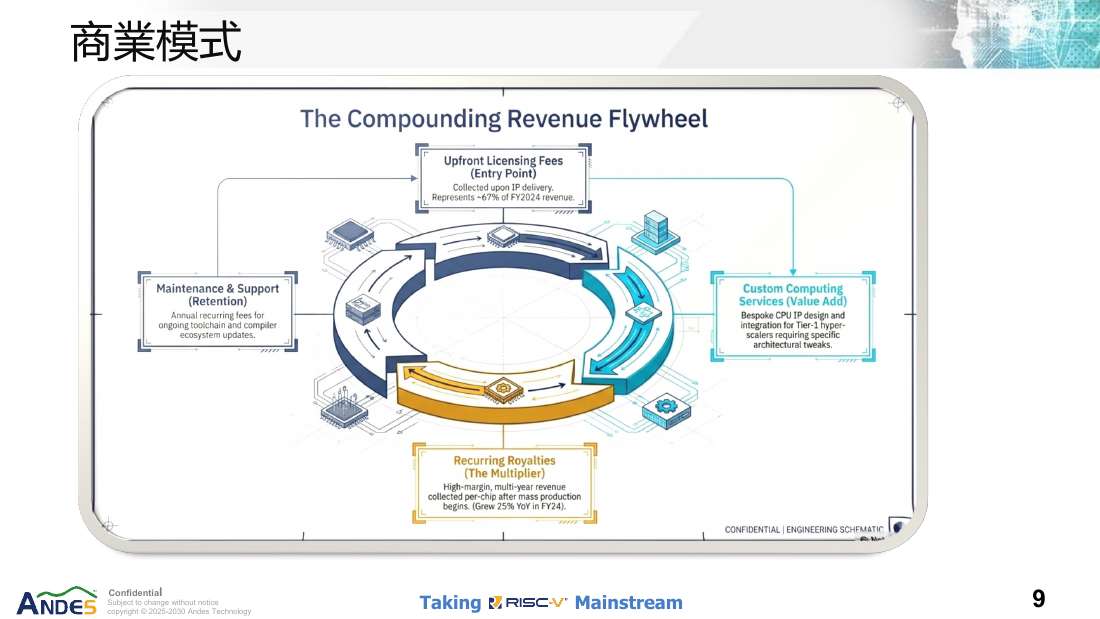 商業模式
The Compounding Revenue Flywheel
Upfront Licensing Fees
(Entry Point)
Collected upon IP delivery.
Represents ~67% of FY2024 revenue.
Maintenance & Support
(Retention)
Annual recurring fees for
ongoing toolchain and compiler
ecosystem updates.
Custom Computing
Services (Value Add)
Bespoke CPU IP design and
integration for Tier-1 hyper-
scalers requiring specific
architectural tweaks.
Recurring Royalties
(The Multiplier)
High-margin, multi-year revenue
collected per-chip after mass production
begins. (Grew 25% YoY in FY24).
CONFIDENTIAL | ENGINEERING SCHEMATIC
ANDES
Confidential
Subject to change without notice
copyright © 2025-2030 Andes Technology
Taking RISC-V Mainstream
9